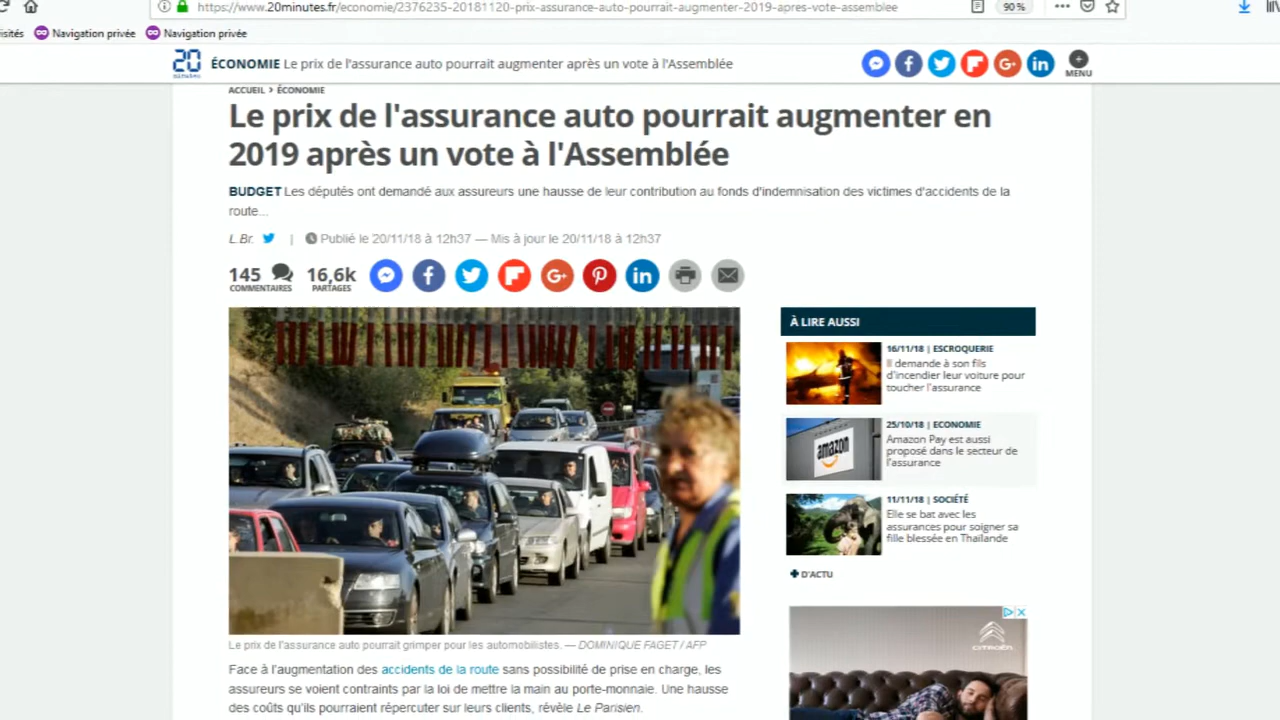 https://www.20minutes.fr/economie/2376235-20181120-prix-assurance-auto-pourrait-augmenter-2019-apres-vote-assemblee
90 %
Navigation privée
Navigation privée
20
ÉCONOMIE Le prix de l'assurance auto pourrait augmenter après un vote à l'Assemblée
MENU
ACCUEIL > ÉCONOMIE
Le prix de l'assurance auto pourrait augmenter en
2019 après un vote à l'Assemblée
BUDGET Les députés ont demandé aux assureurs une hausse de leur contribution au fonds d'indemnisation des victimes d'accidents de la
route...
L.Br. | Publié le 20/11/18 à 12h37 — Mis à jour le 20/11/18 à 12h37
145 16,6k
COMMENTAIRES PARTAGES
À LIRE AUSSI
16/11/18 | ESCROQUERIE
Il demande à son fils
d'incendier leur voiture pour
toucher l'assurance
25/10/18 | ECONOMIE
Amazon Pay est aussi
proposé dans le secteur de
l'assurance
amazon
11/11/18 | SOCIÉTÉ
Elle se bat avec les
assurances pour soigner sa
fille blessée en Thaïlande
D'ACTU
CITROËN
Le prix de l'assurance auto pourrait grimper pour les automobilistes. — DOMINIQUE FAGET / AFP
Face à l'augmentation des accidents de la route sans possibilité de prise en charge, les
assureurs se voient contraints par la loi de mettre la main au porte-monnaie. Une hausse
des coûts qu'ils pourraient répercuter sur leurs clients, révèle Le Parisien.